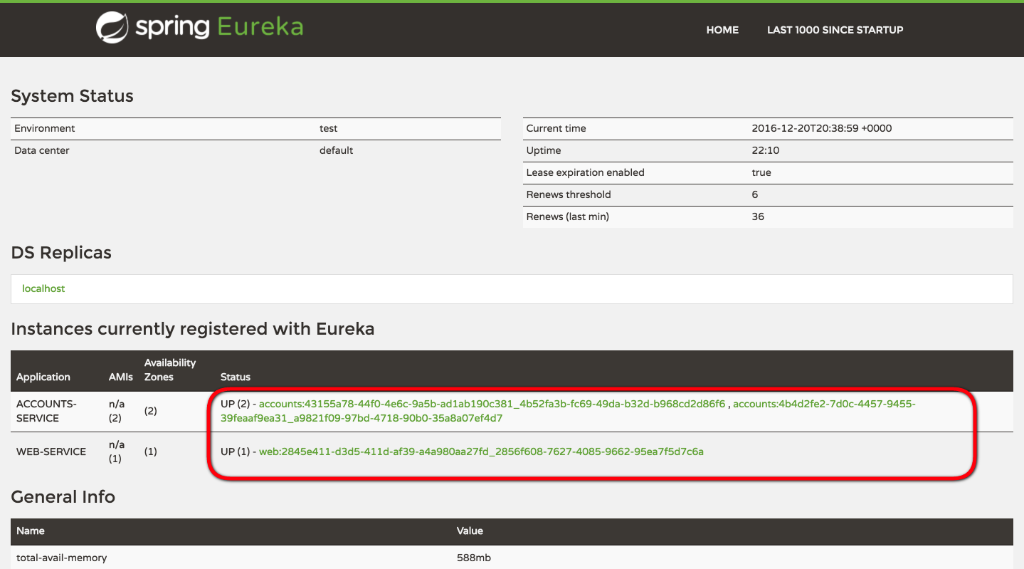 spring Eureka
HOME LAST 1000 SINCE STARTUP
System Status
Environment test
Data center default
Current time 2016-12-20T20:38:59 +0000
Uptime 22:10
Lease expiration enabled true
Renews threshold 6
Renews (last min) 36
DS Replicas
localhost
Instances currently registered with Eureka
Application AMIs Availability Zones Status
ACCOUNTS-SERVICE n/a (2) (2) UP (2) - accounts:43155a78-44f0-4e6c-9a5b-ad1ab190c381_4b52fa3b-fc69-49da-b32d-b968cd2d86f6 , accounts:4b4d2fe2-7d0c-4457-9455-39feaaf9ea31_a9821f09-97bd-4718-90b0-35a8a07ef4d7
WEB-SERVICE n/a (1) (1) UP (1) - web:2845e411-d3d5-411d-af39-a4a980aa27fd_2856f608-7627-4085-9662-95ea7f5d7c6a
General Info
Name Value
total-avail-memory 588mb